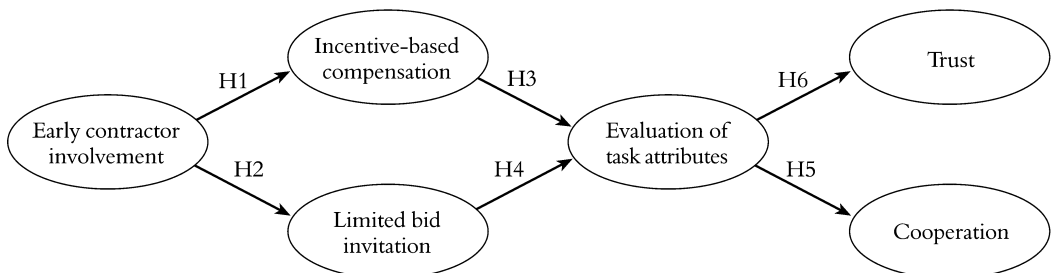 Incentive-based
compensation
Trust
H1
H3
H6
Early contractor
involvement
Evaluation of
task attributes
H2
H4
H5
Limited bid
invitation
Cooperation